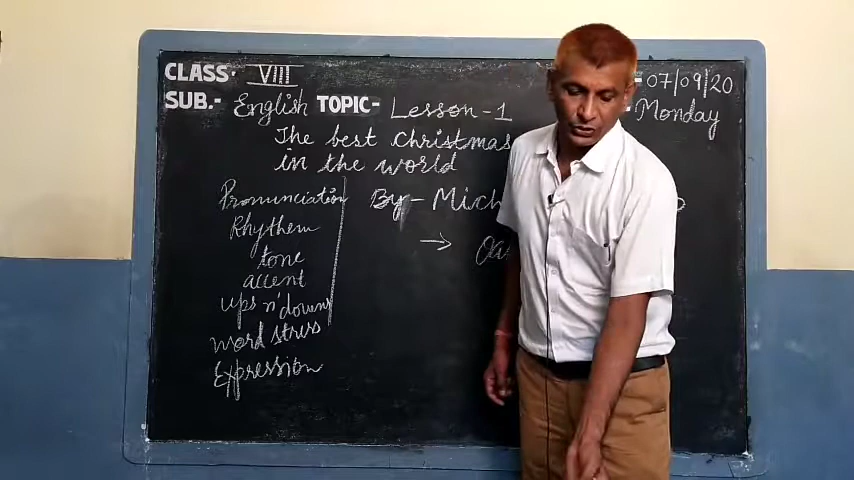 CLASS:- VIII
07/09/20
SUB.- English TOPIC:- Lesson-1
Monday
The best Christmas
in the world
By- Mich
→
Pronunciation
Rhythem
tone
accent
ups n' downs
word stress
Expression